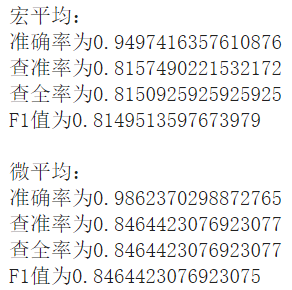 宏平均:
准确率为0.9497416357610876
查准率为0.8157490221532172
查全率为0.8150925925925925
F1值为0.8149513597673979
微平均:
准确率为0.9862370298872765
查准率为0.8464423076923077
查全率为0.8464423076923077
F1值为0.8464423076923075